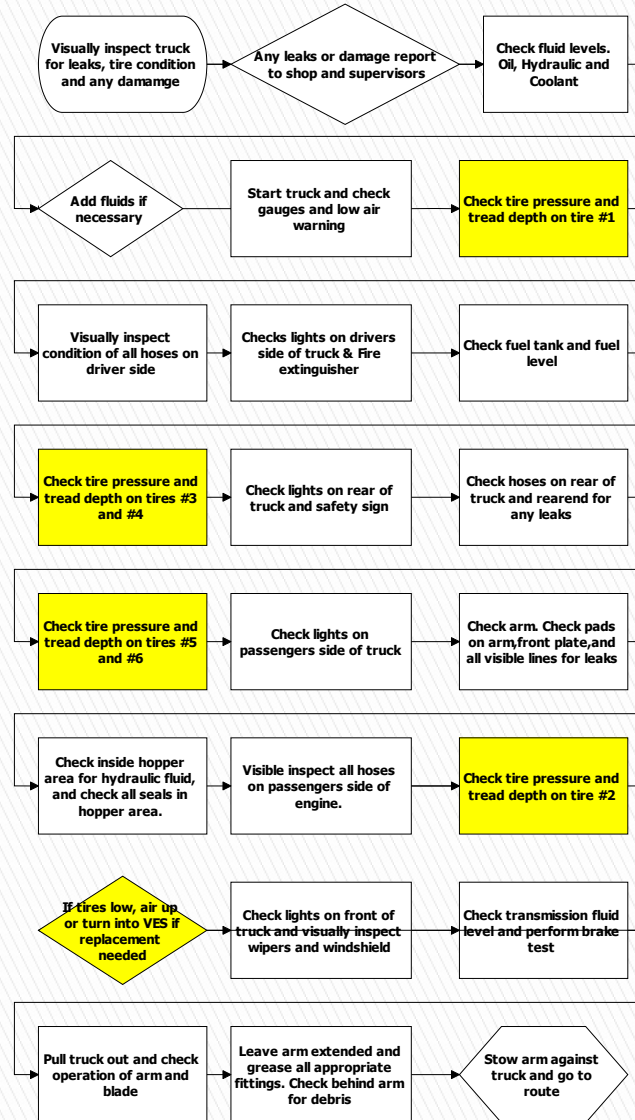 Visually inspect truck
for leaks, tire condition
and any damamge
Any leaks or damage report
to shop and supervisors
Check fluid levels.
Oil, Hydraulic and
Coolant
Add fluids if
necessary
Start truck and check
gauges and low air
warning
Check tire pressure and
tread depth on tire #1
Visually inspect
condition of all hoses on
driver side
Checks lights on drivers
side of truck & Fire
extinguisher
Check fuel tank and fuel
level
Check tire pressure and
tread depth on tires #3
and #4
Check lights on rear of
truck and safety sign
Check hoses on rear of
truck and rearend for
any leaks
Check tire pressure and
tread depth on tires #5
and #6
Check lights on
passengers side of truck
Check arm. Check pads
on arm,front plate,and
all visible lines for leaks
Check inside hopper
area for hydraulic fluid,
and check all seals in
hopper area.
Visible inspect all hoses
on passengers side of
engine.
Check tire pressure and
tread depth on tire #2
If tires low, air up
or turn into VES if
replacement
needed
Check lights on front of
truck and visually inspect
wipers and windshield
Check transmission fluid
level and perform brake
test
Pull truck out and check
operation of arm and
blade
Leave arm extended and
grease all appropriate
fittings. Check behind arm
for debris
Stow arm against
truck and go to
route